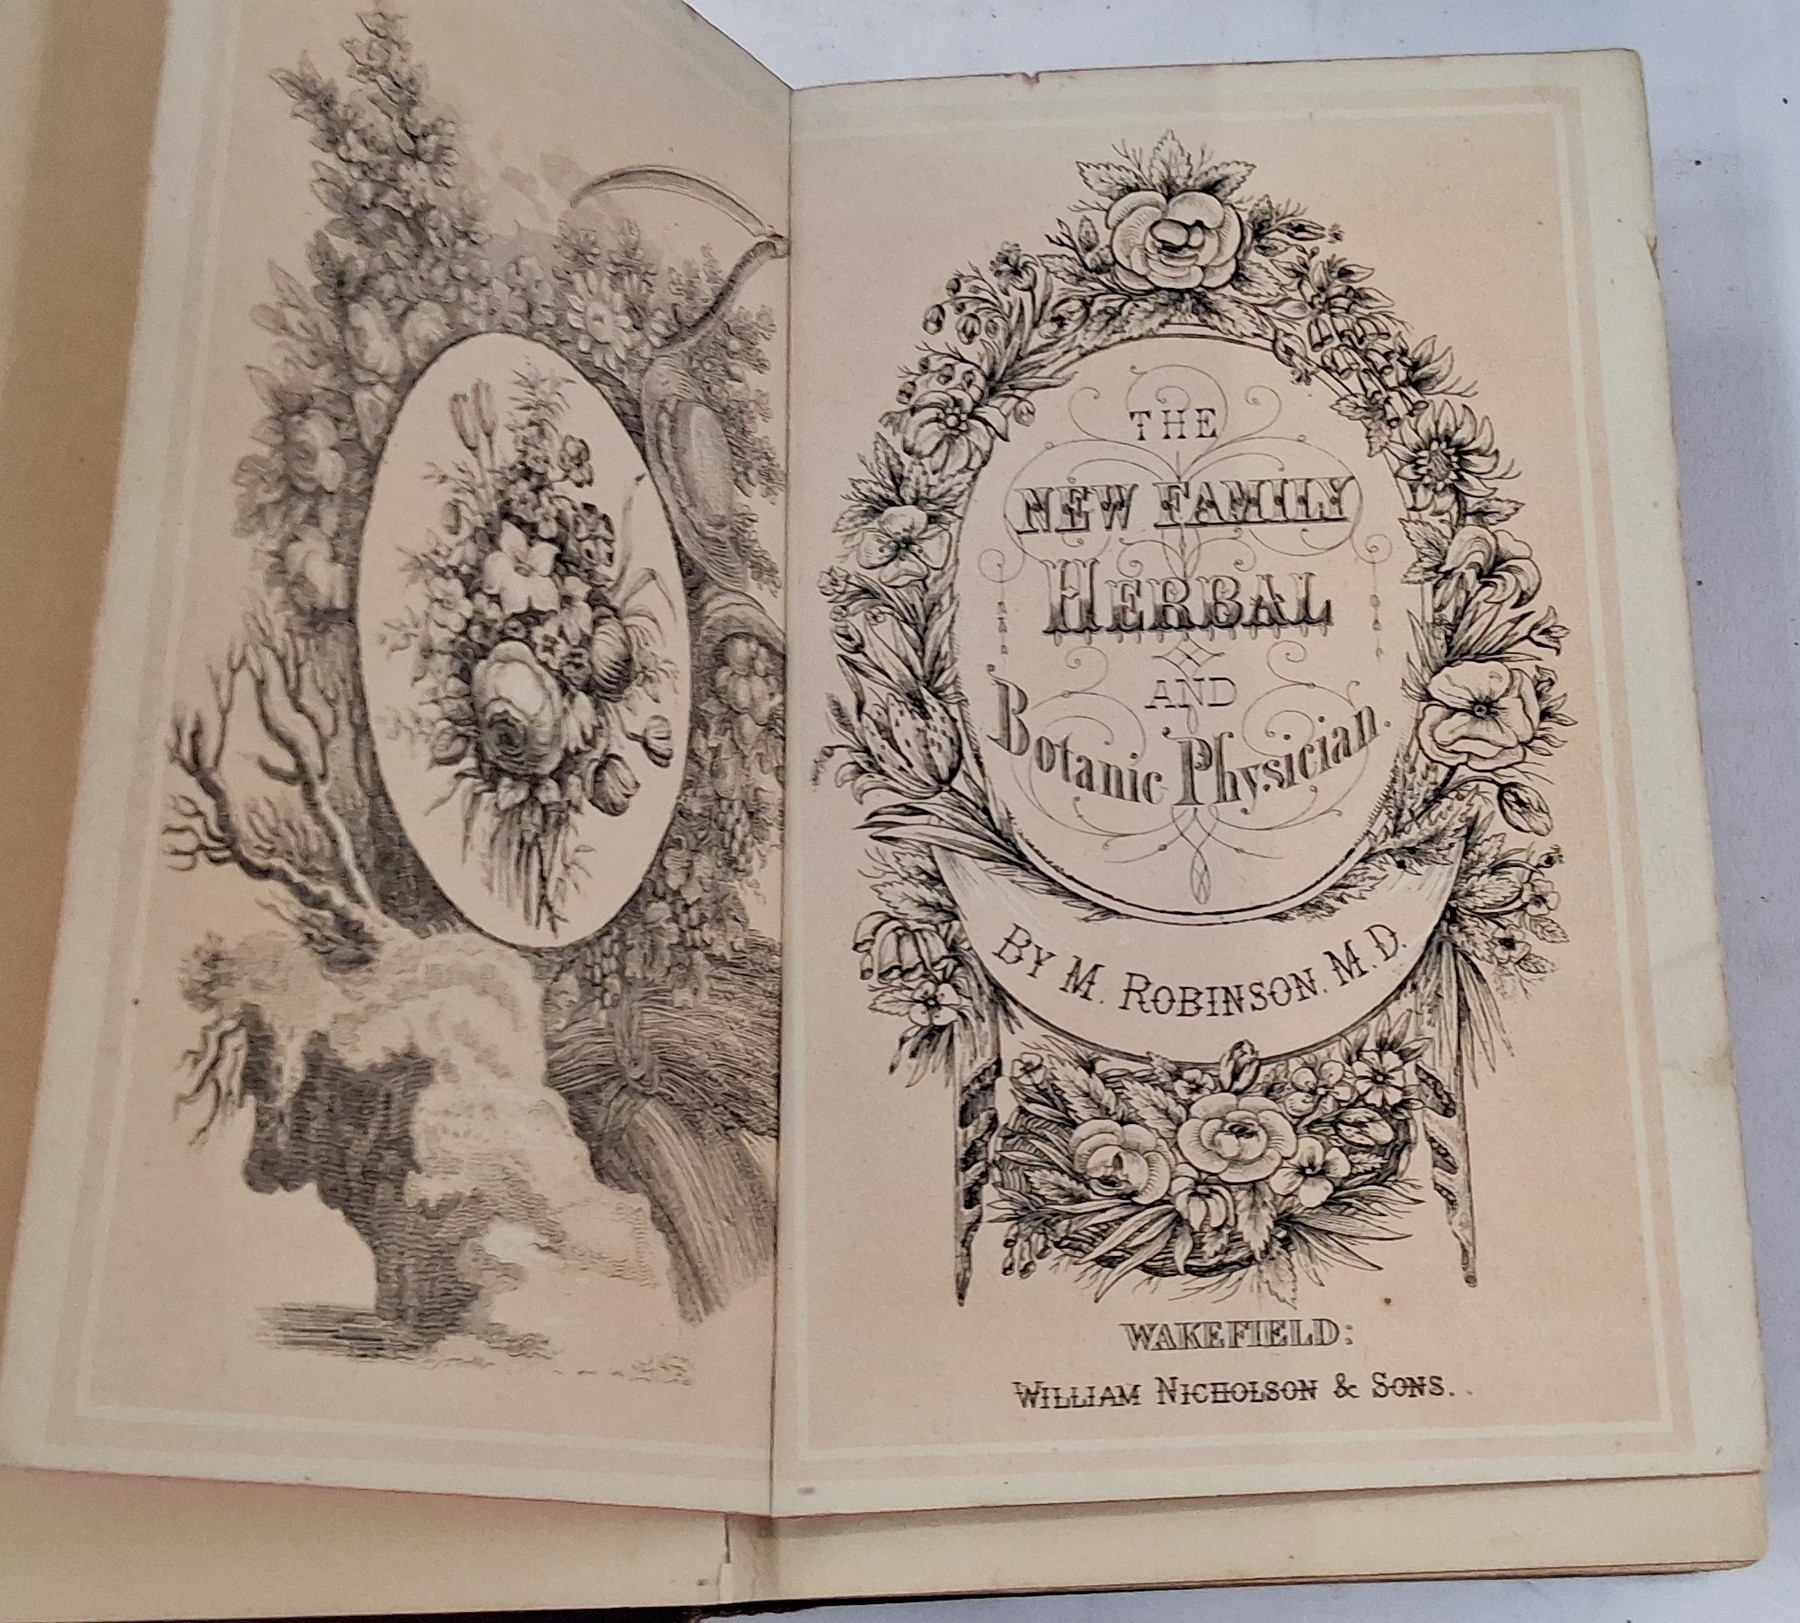 THE
NEW FAMILY
HERBAL
AND
Botanic Physician.
BY M. ROBINSON. M. D.
WAKEFIELD:
WILLIAM NICHOLSON & SONS.